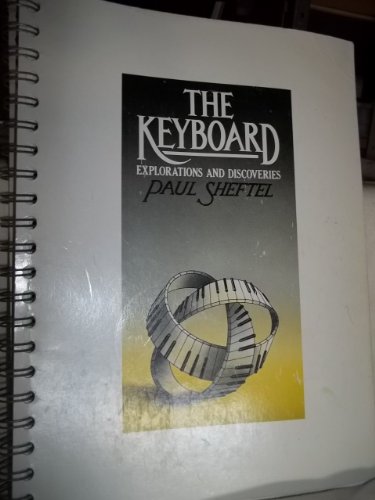 THE
KEYBOARD
EXPLORATIONS AND DISCOVERIES
PAUL SHEFTEL